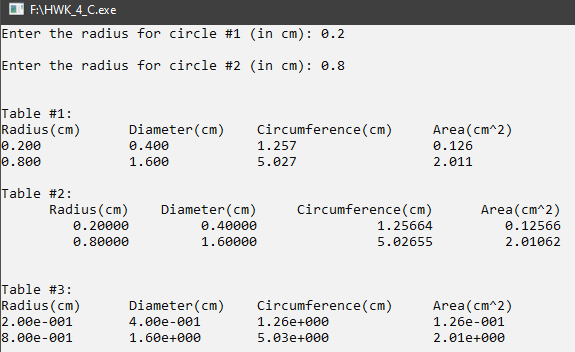 F:\HWK_4_C.exe
Enter the radius for circle #1 (in cm): 0.2
Enter the radius for circle #2 (in cm): 0.8
Table #1:
Radius(cm)      Diameter(cm)    Circumference(cm)     Area(cm^2)
0.200           0.400           1.257                 0.126
0.800           1.600           5.027                 2.011
Table #2:
      Radius(cm)    Diameter(cm)     Circumference(cm)      Area(cm^2)
         0.20000         0.40000               1.25664         0.12566
         0.80000         1.60000               5.02655         2.01062
Table #3:
Radius(cm)      Diameter(cm)    Circumference(cm)     Area(cm^2)
2.00e-001       4.00e-001       1.26e+000             1.26e-001
8.00e-001       1.60e+000       5.03e+000             2.01e+000